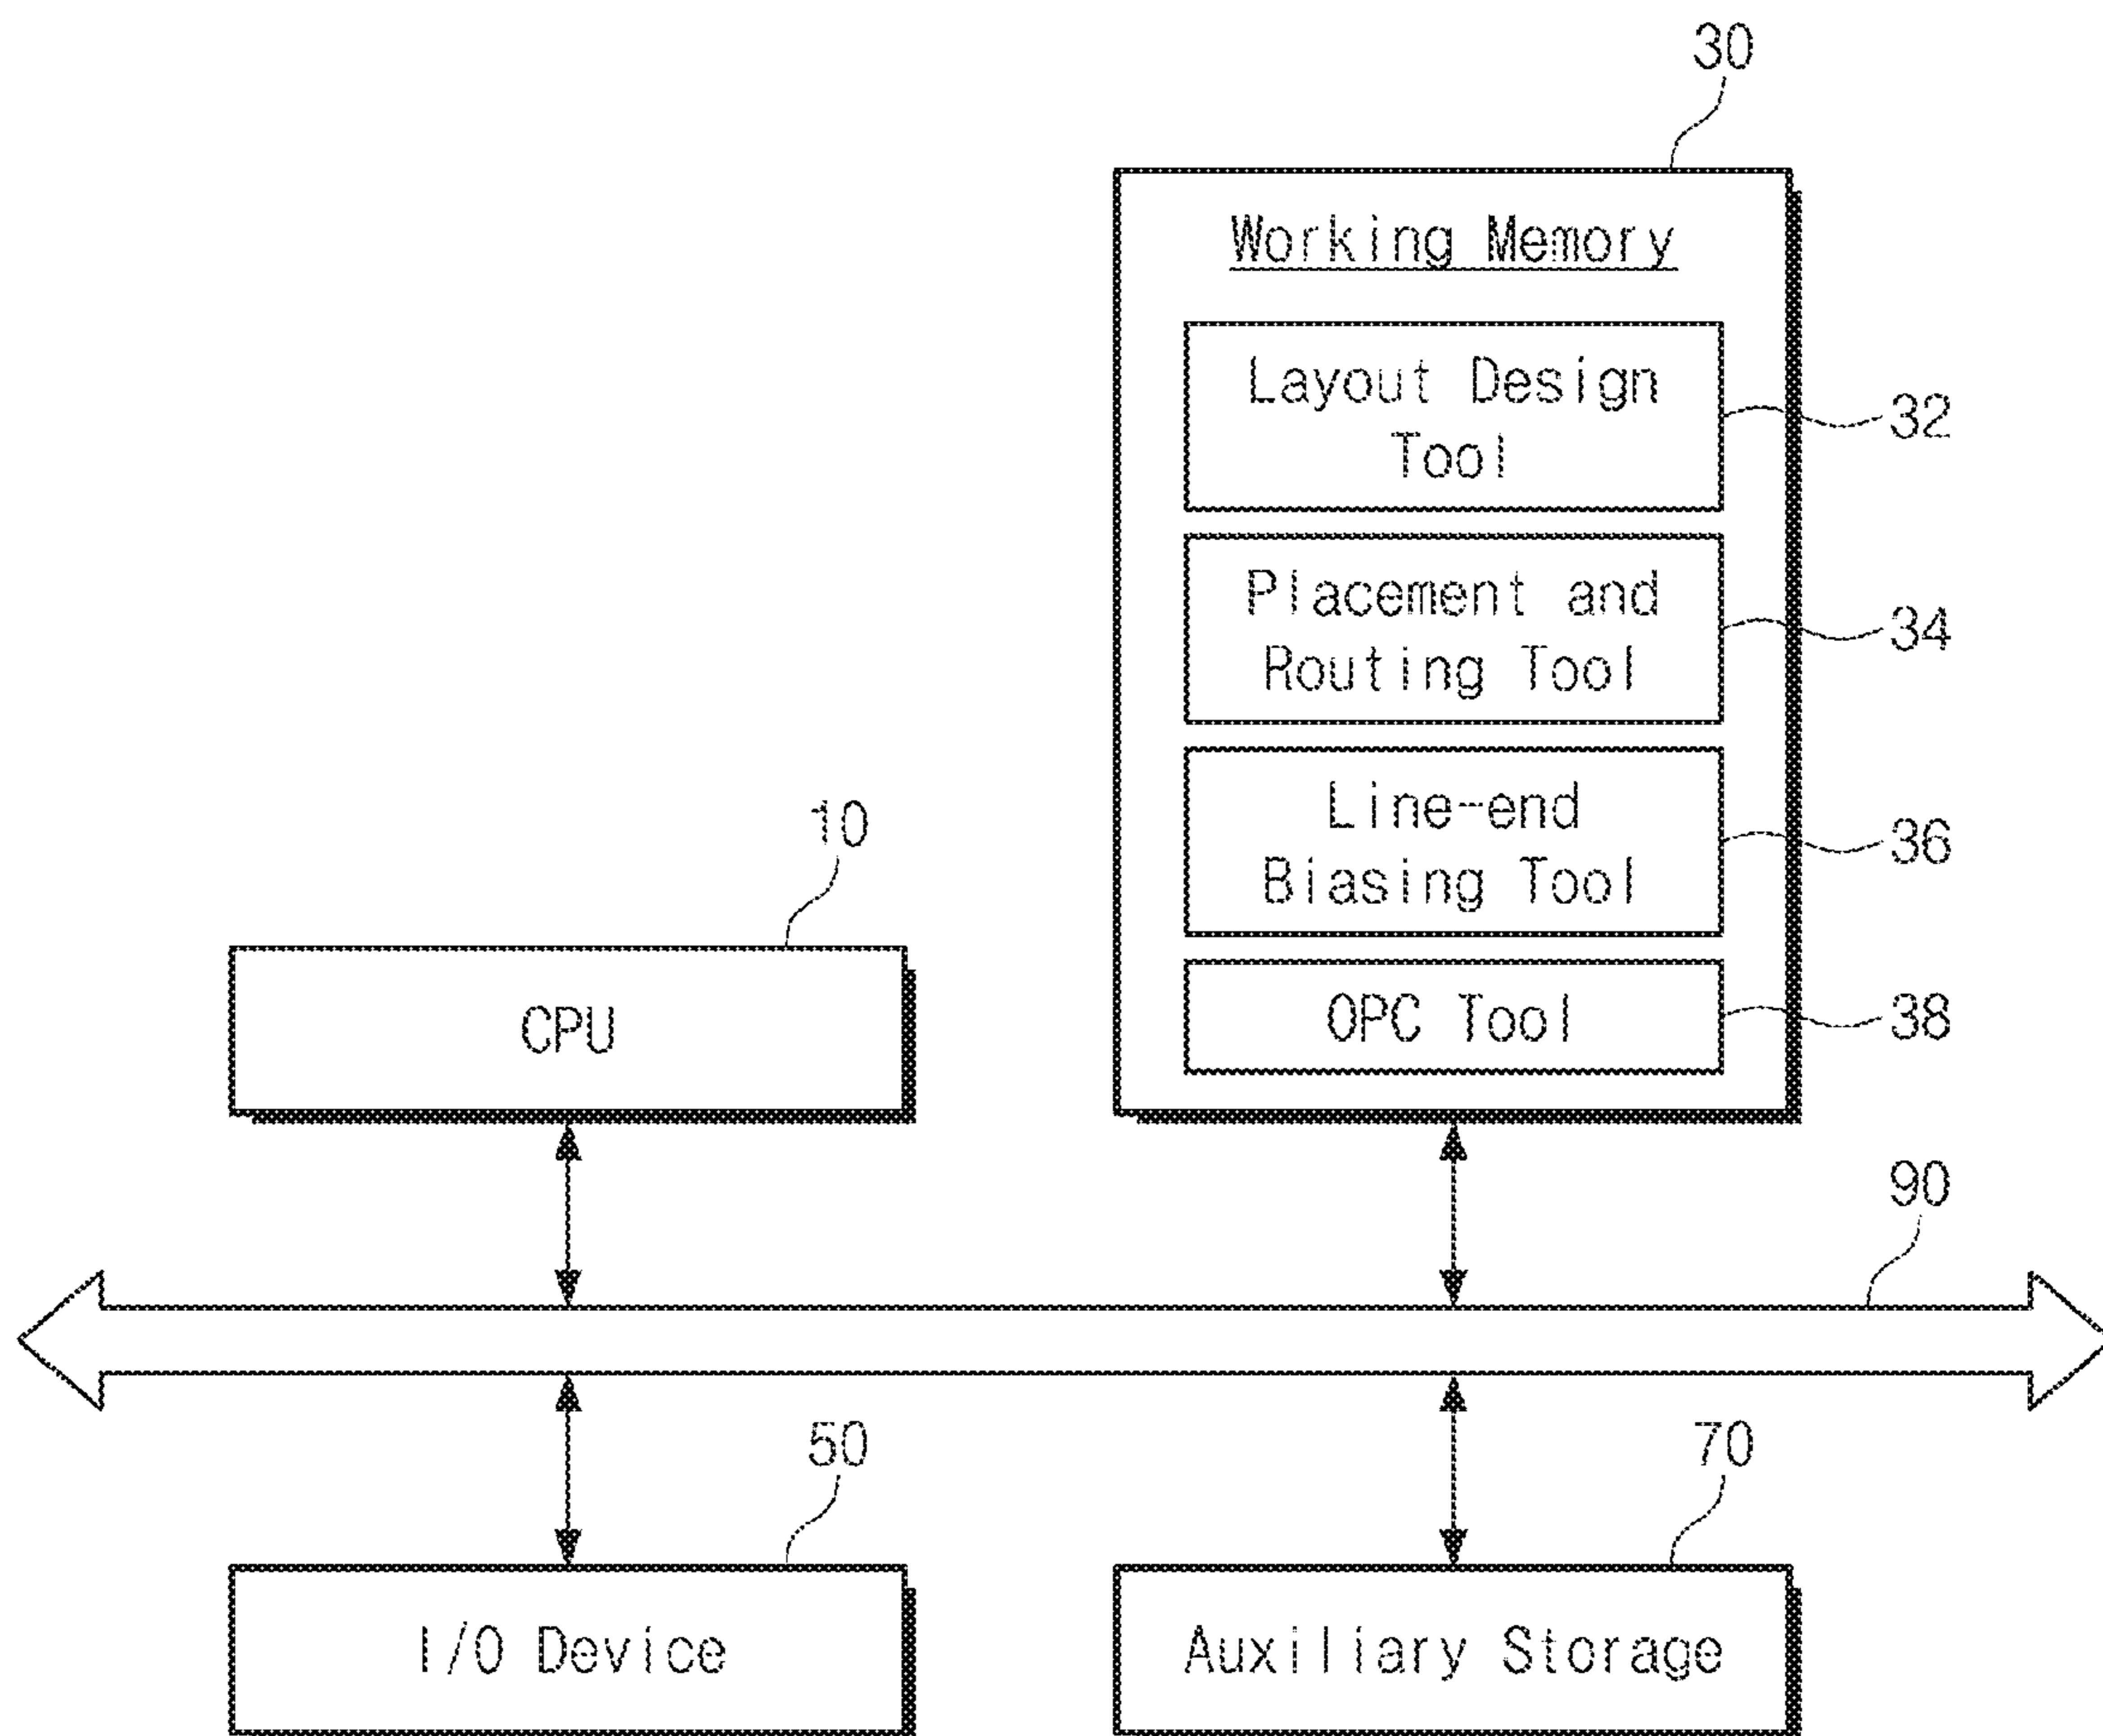 30
Working Memory
Layout Design
Tool
32
Placement and
Routing Tool
34
Line-end
Biasing Tool
36
10
CPU
OPC Tool
38
90
50
70
I/O Device
Auxiliary Storage